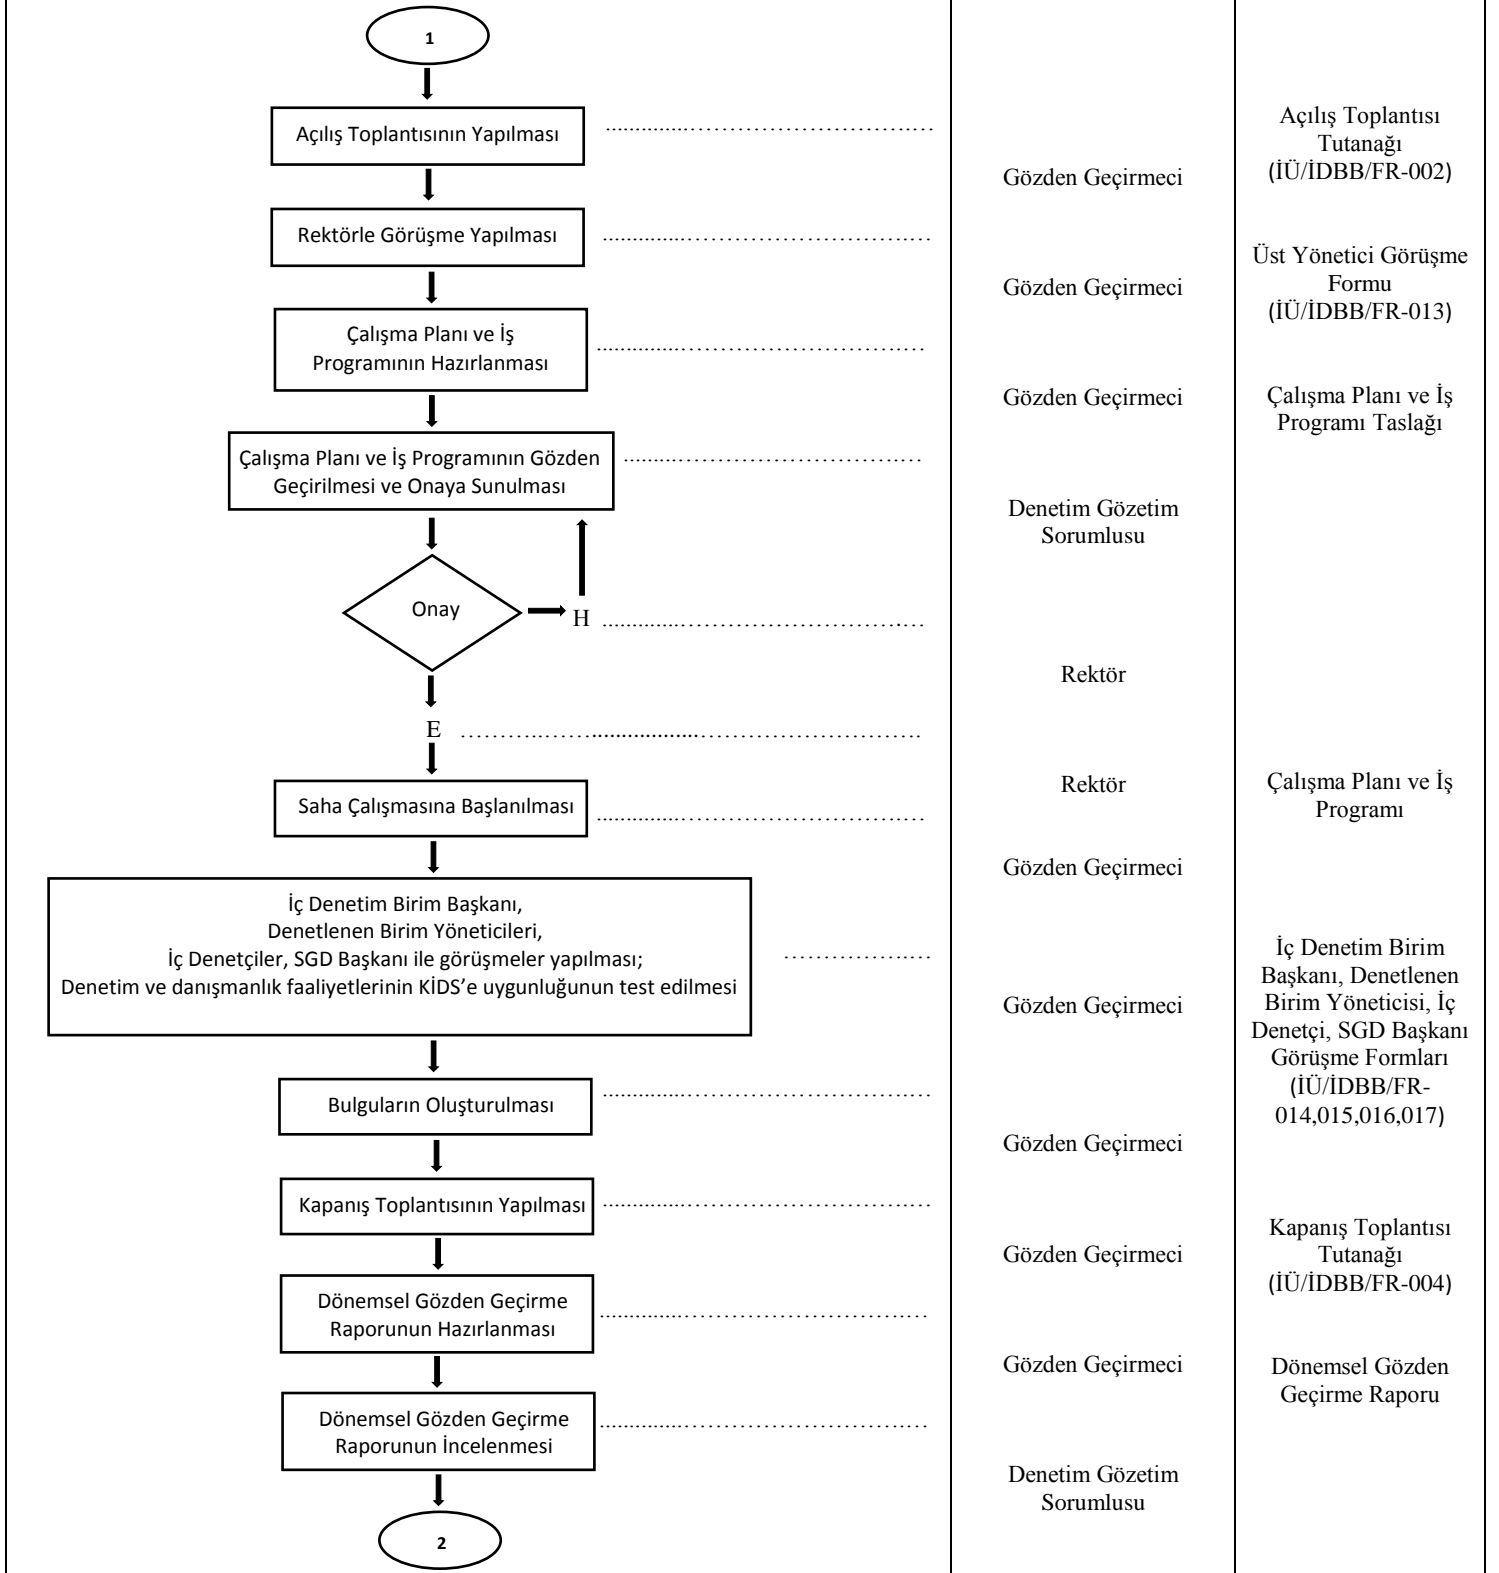 1
Açılış Toplantısının Yapılması
Rektörle Görüşme Yapılması
Çalışma Planı ve İş
Programının Hazırlanması
Çalışma Planı ve İş Programının Gözden
Geçirilmesi ve Onaya Sunulması
Onay
H
E
Saha Çalışmasına Başlanılması
İç Denetim Birim Başkanı,
Denetlenen Birim Yöneticileri,
İç Denetçiler, SGD Başkanı ile görüşmeler yapılması;
Denetim ve danışmanlık faaliyetlerinin KİDS’e uygunluğunun test edilmesi
Bulguların Oluşturulması
Kapanış Toplantısının Yapılması
Dönemsel Gözden Geçirme
Raporunun Hazırlanması
Dönemsel Gözden Geçirme
Raporunun İncelenmesi
2
Gözden Geçirmeci
Gözden Geçirmeci
Gözden Geçirmeci
Denetim Gözetim
Sorumlusu
Rektör
Rektör
Gözden Geçirmeci
Gözden Geçirmeci
Gözden Geçirmeci
Gözden Geçirmeci
Gözden Geçirmeci
Denetim Gözetim
Sorumlusu
Açılış Toplantısı
Tutanağı
(İÜ/İDBB/FR-002)
Üst Yönetici Görüşme
Formu
(İÜ/İDBB/FR-013)
Çalışma Planı ve İş
Programı Taslağı
Çalışma Planı ve İş
Programı
İç Denetim Birim
Başkanı, Denetlenen
Birim Yöneticisi, İç
Denetçi, SGD Başkanı
Görüşme Formları
(İÜ/İDBB/FR-
014,015,016,017)
Kapanış Toplantısı
Tutanağı
(İÜ/İDBB/FR-004)
Dönemsel Gözden
Geçirme Raporu